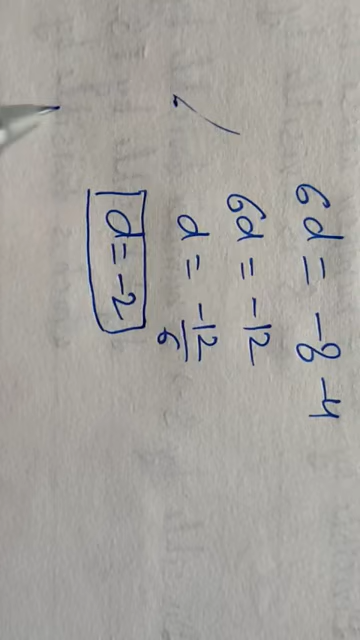 6d = -8 -4
6d = -12
d = -12/6
d = -2